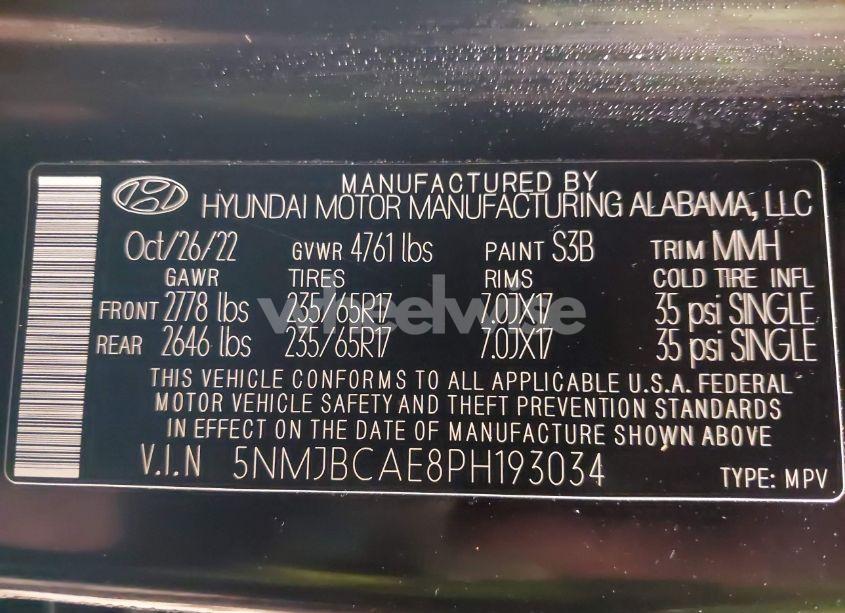 MANUFACTURED BY
HYUNDAI MOTOR MANUFACTURING ALABAMA, LLC
Oct/26/22 GVWR 4761 lbs PAINT S3B TRIM MMH
GAWR TIRES RIMS COLD TIRE INFL
FRONT 2778 lbs 235/65R17 7.0JX17 35 psi SINGLE
REAR 2646 lbs 235/65R17 7.0JX17 35 psi SINGLE
wheelwise
THIS VEHICLE CONFORMS TO ALL APPLICABLE U.S.A. FEDERAL
MOTOR VEHICLE SAFETY AND THEFT PREVENTION STANDARDS
IN EFFECT ON THE DATE OF MANUFACTURE SHOWN ABOVE
V.I.N 5NMJBCAE8PH193034 TYPE: MPV